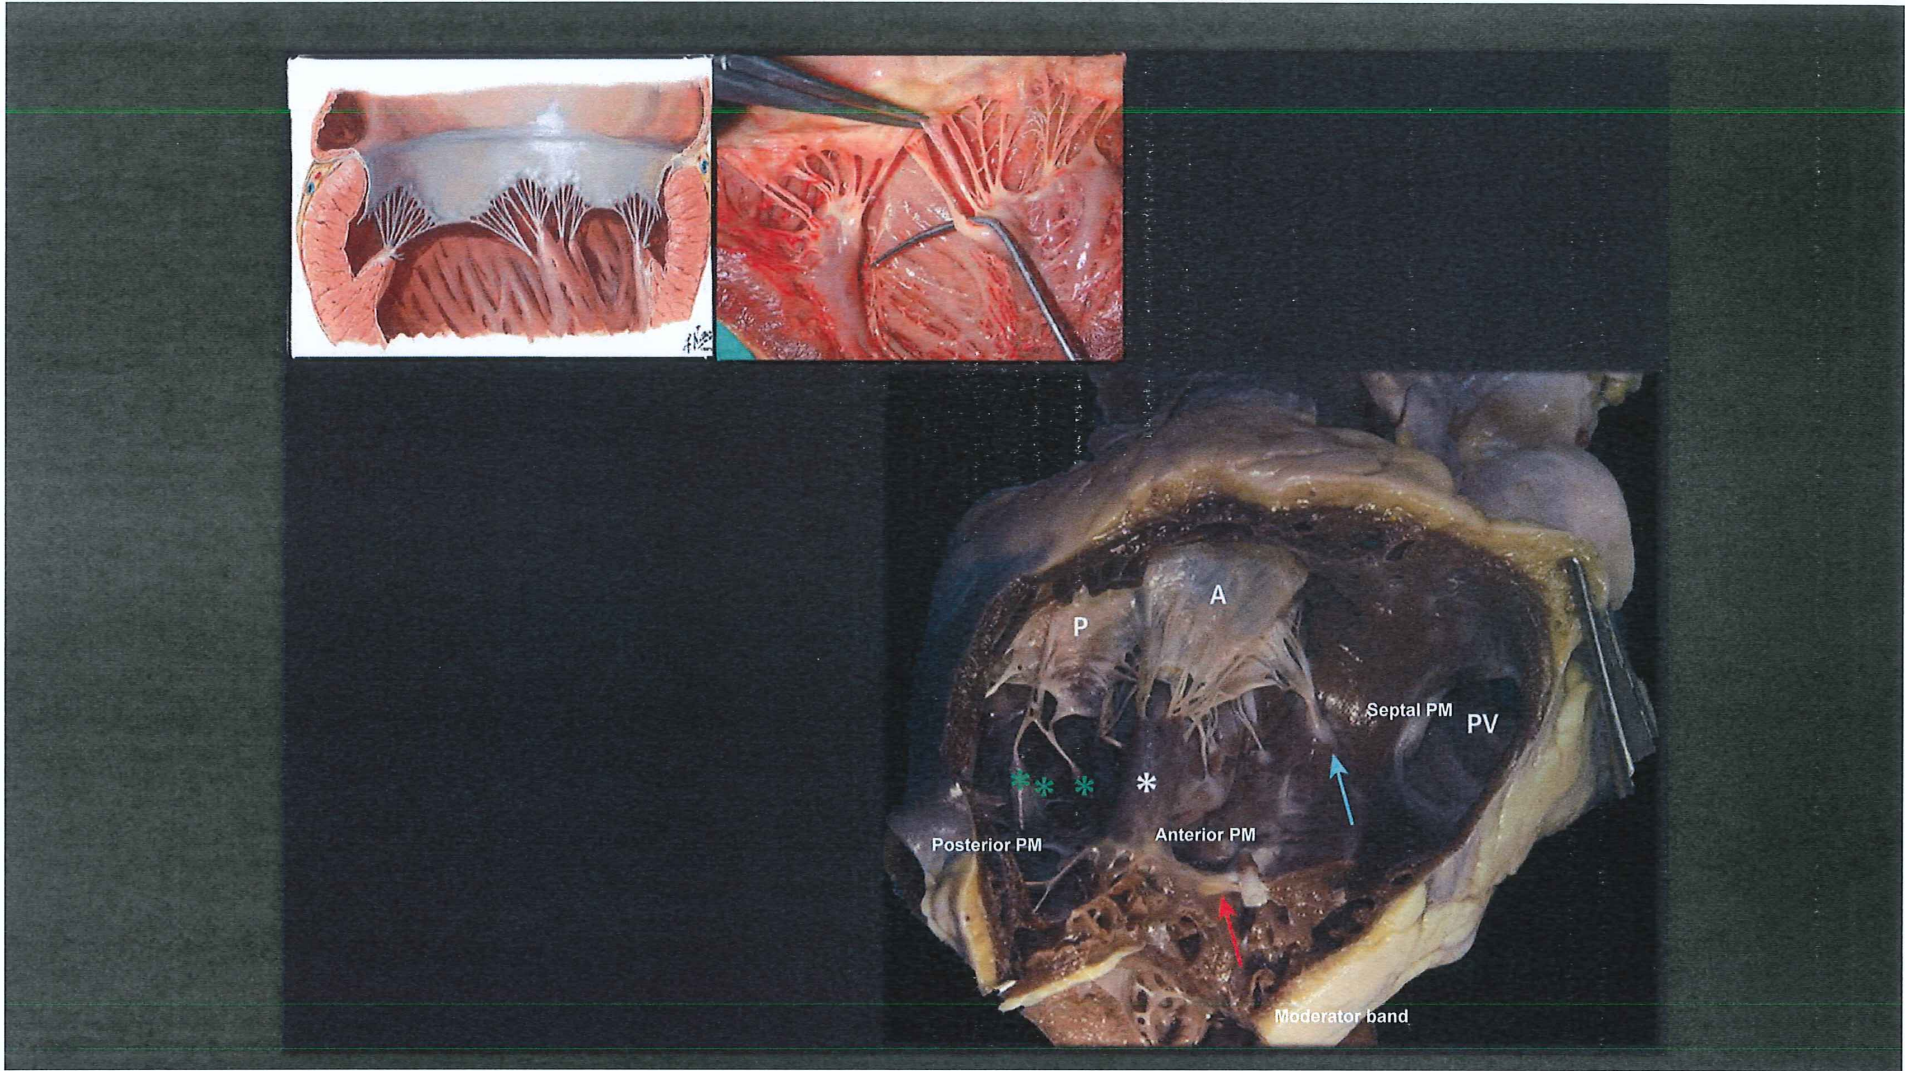 A
P
Septal PM
PV
* * *
*
Anterior PM
Posterior PM
Moderator band